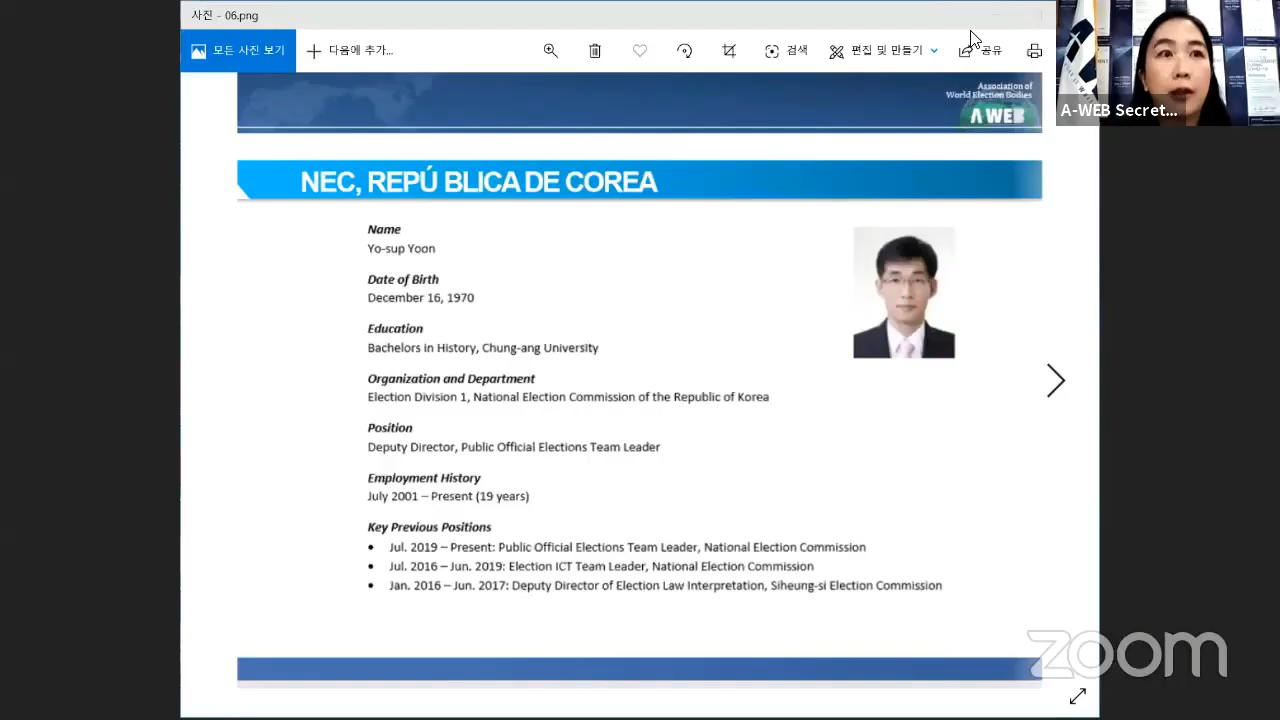 사진 - 06.png
모든 사진 보기
다음에 추가...
검색
편집 및 만들기
공유
A-WEB Secret...
Association of
World Election Bodies
A WEB
NEC, REPÚ BLICA DE COREA
Name
Yo-sup Yoon
Date of Birth
December 16, 1970
Education
Bachelors in History, Chung-ang University
Organization and Department
Election Division 1, National Election Commission of the Republic of Korea
Position
Deputy Director, Public Official Elections Team Leader
Employment History
July 2001 – Present (19 years)
Key Previous Positions
• Jul. 2019 – Present: Public Official Elections Team Leader, National Election Commission
• Jul. 2016 – Jun. 2019: Election ICT Team Leader, National Election Commission
• Jan. 2016 – Jun. 2017: Deputy Director of Election Law Interpretation, Siheung-si Election Commission
zoom